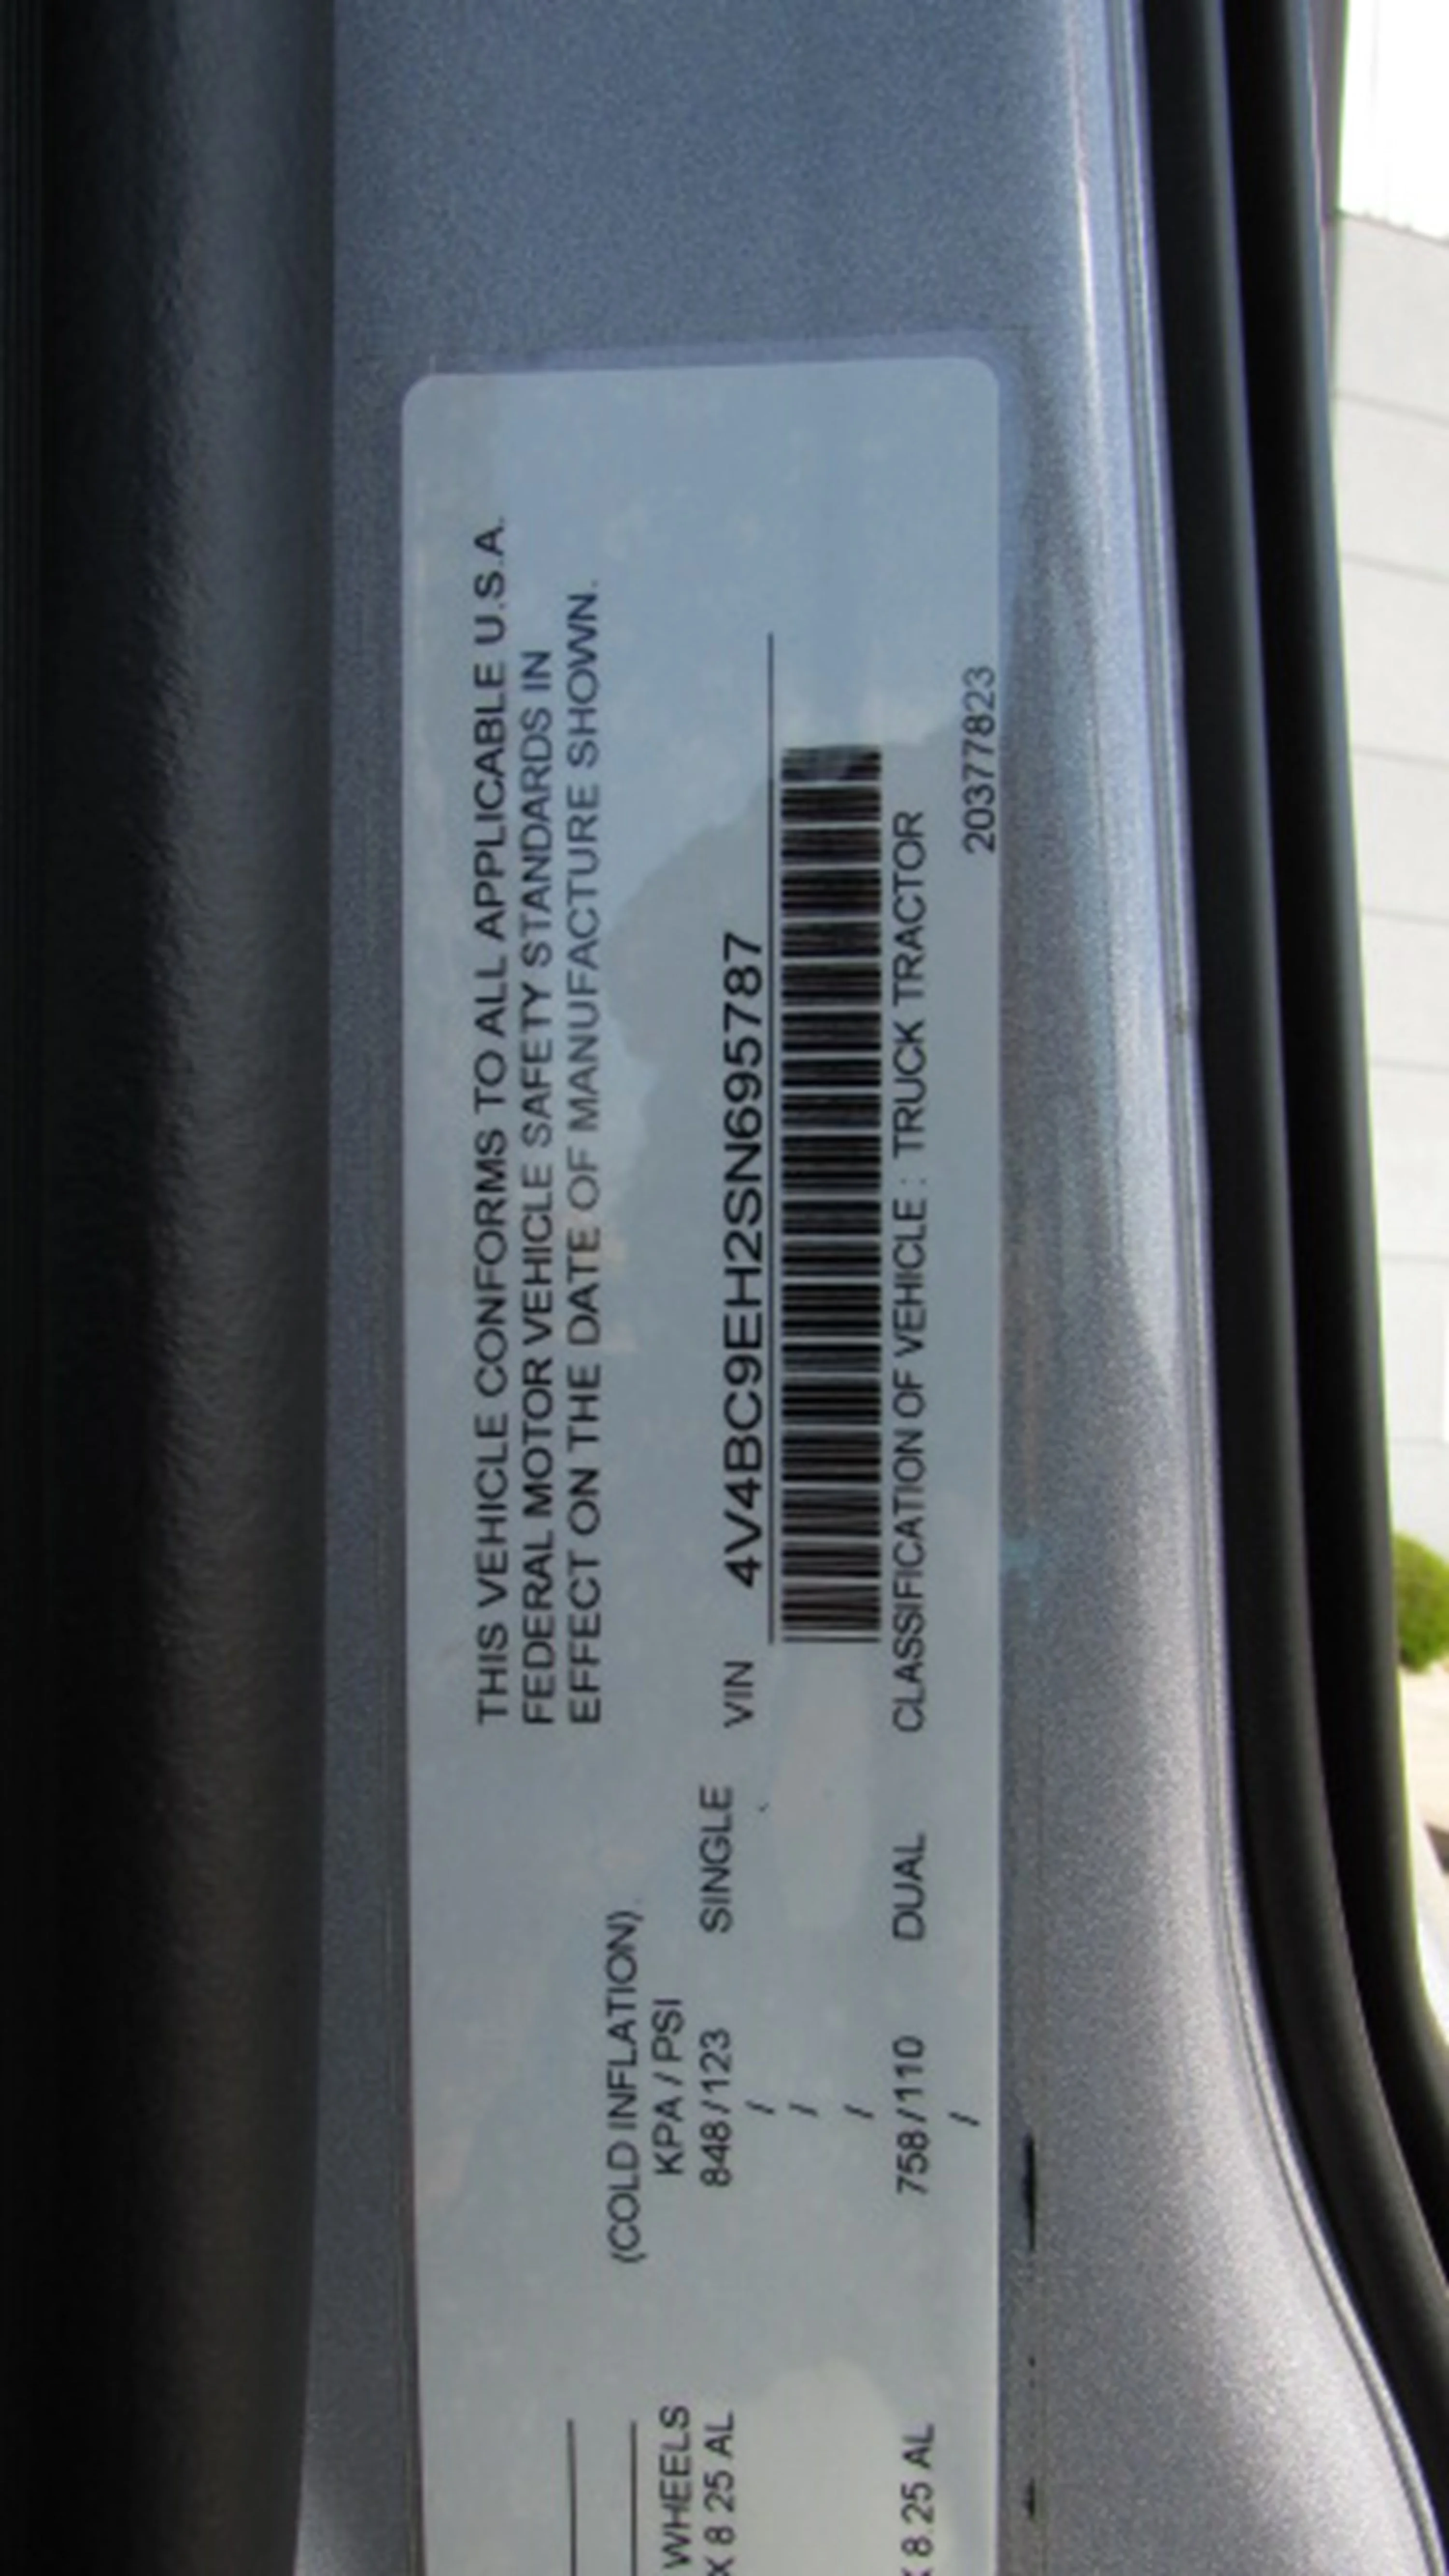 THIS VEHICLE CONFORMS TO ALL APPLICABLE U.S.A.
FEDERAL MOTOR VEHICLE SAFETY STANDARDS IN
EFFECT ON THE DATE OF MANUFACTURE SHOWN.
(COLD INFLATION)
WHEELS KPA / PSI
X 8 25 AL 848 / 123 SINGLE VIN 4V4BC9EH2SN695787
/
/
/
X 8.25 AL 758 / 110 DUAL CLASSIFICATION OF VEHICLE : TRUCK TRACTOR
/
20377823